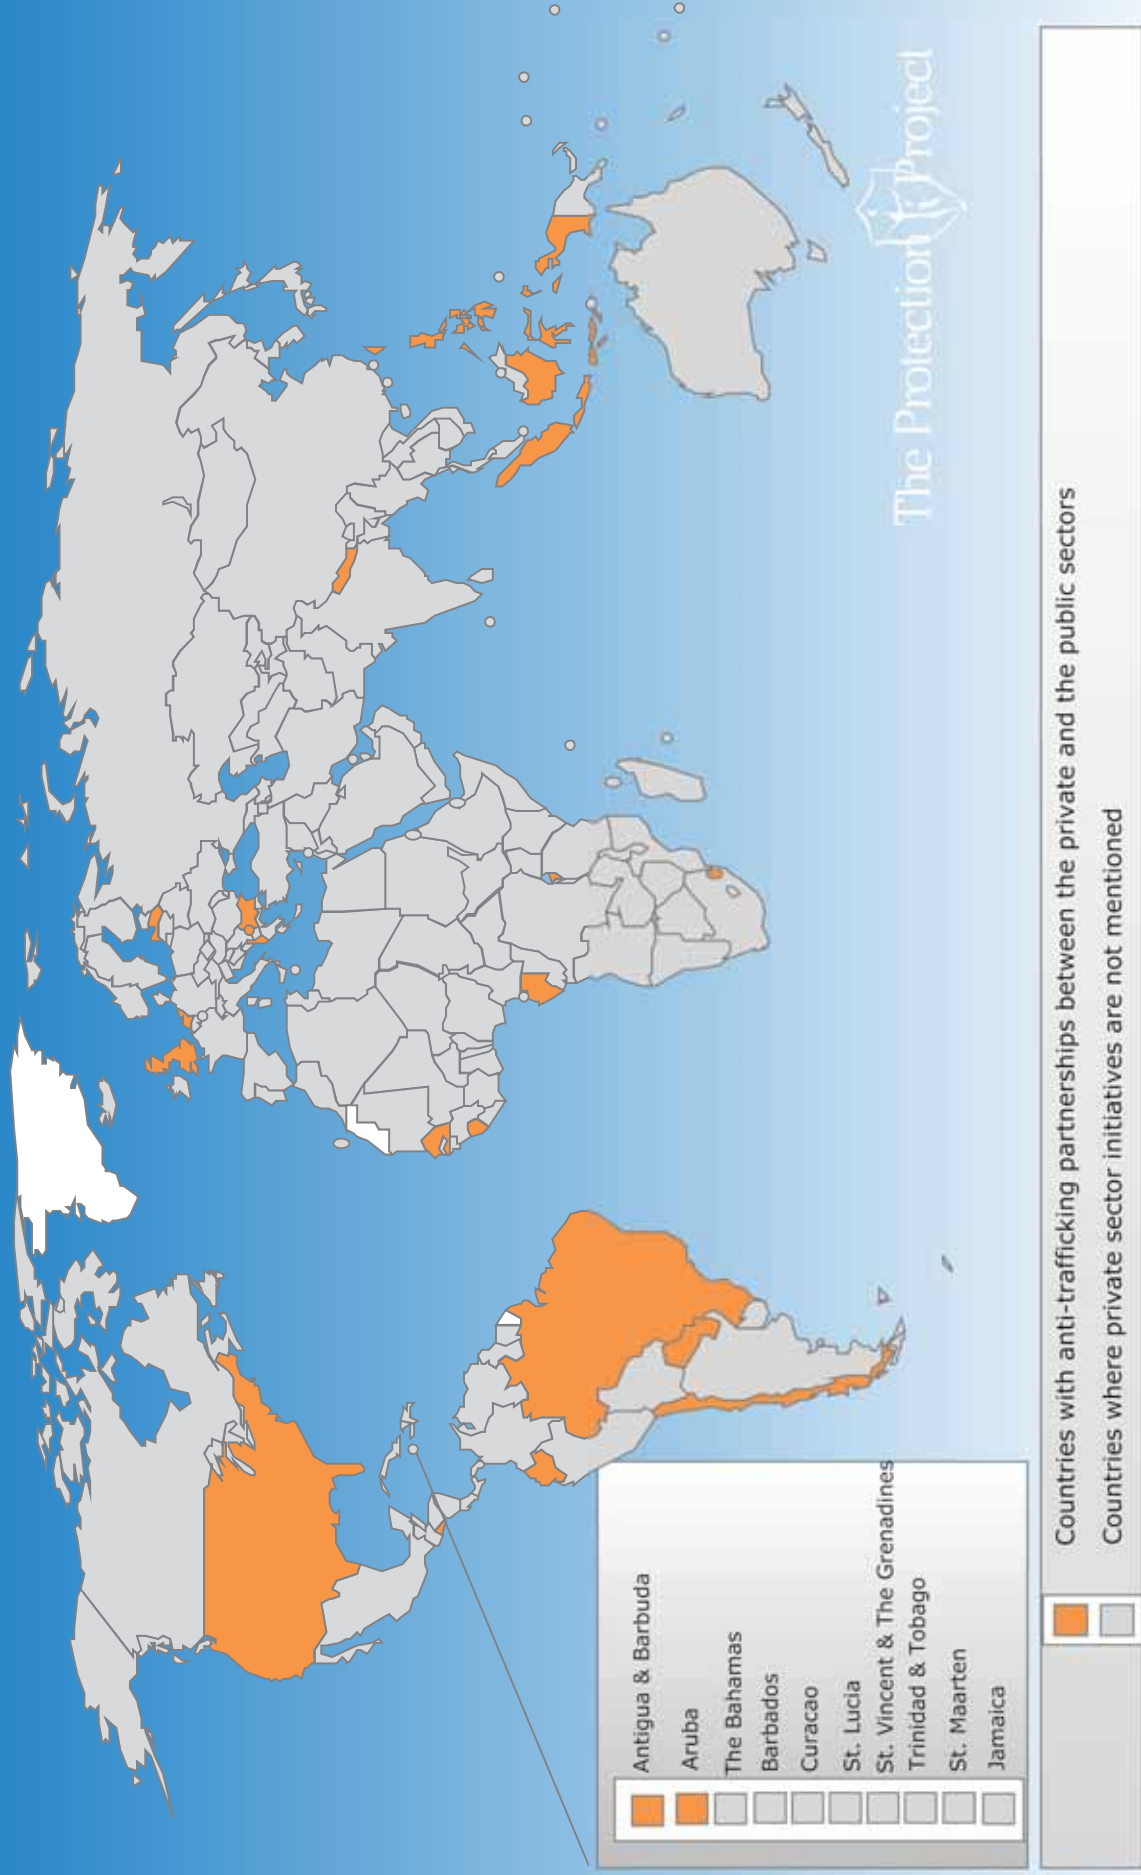 The Protection Project
Antigua & Barbuda
Aruba
The Bahamas
Barbados
Curacao
St. Lucia
St. Vincent & The Grenadines
Trinidad & Tobago
St. Maarten
Jamaica
Countries with anti-trafficking partnerships between the private and the public sectors
Countries where private sector initiatives are not mentioned